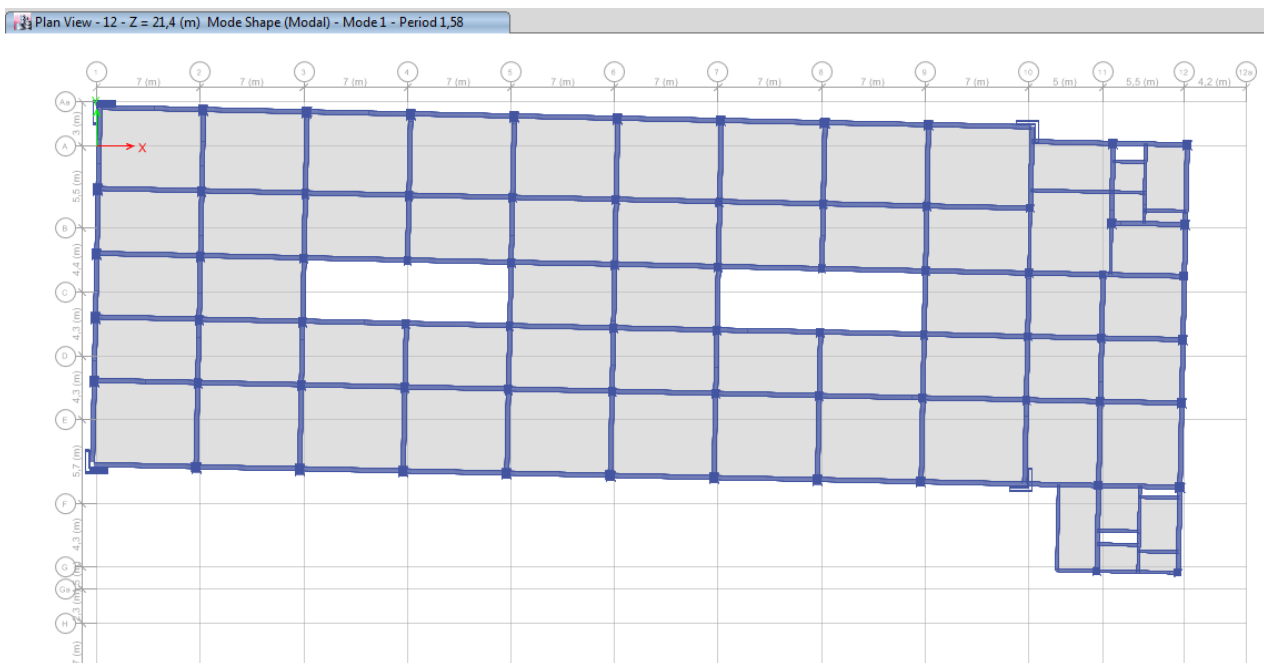 Plan View - 12 - Z = 21,4 (m) Mode Shape (Modal) - Mode 1 - Period 1,58
1 2 3 4 5 6 7 8 9 10 11 12 12a
7 (m) 7 (m) 7 (m) 7 (m) 7 (m) 7 (m) 7 (m) 7 (m) 7 (m) 5 (m) 5,5 (m) 4,2 (m)
Aa
3 (m)
A
X
5,5 (m)
B
4,4 (m)
C
4,3 (m)
D
4,3 (m)
E
5,7 (m)
F
4,3 (m)
G
Ga
2,3 (m)
H
(m)